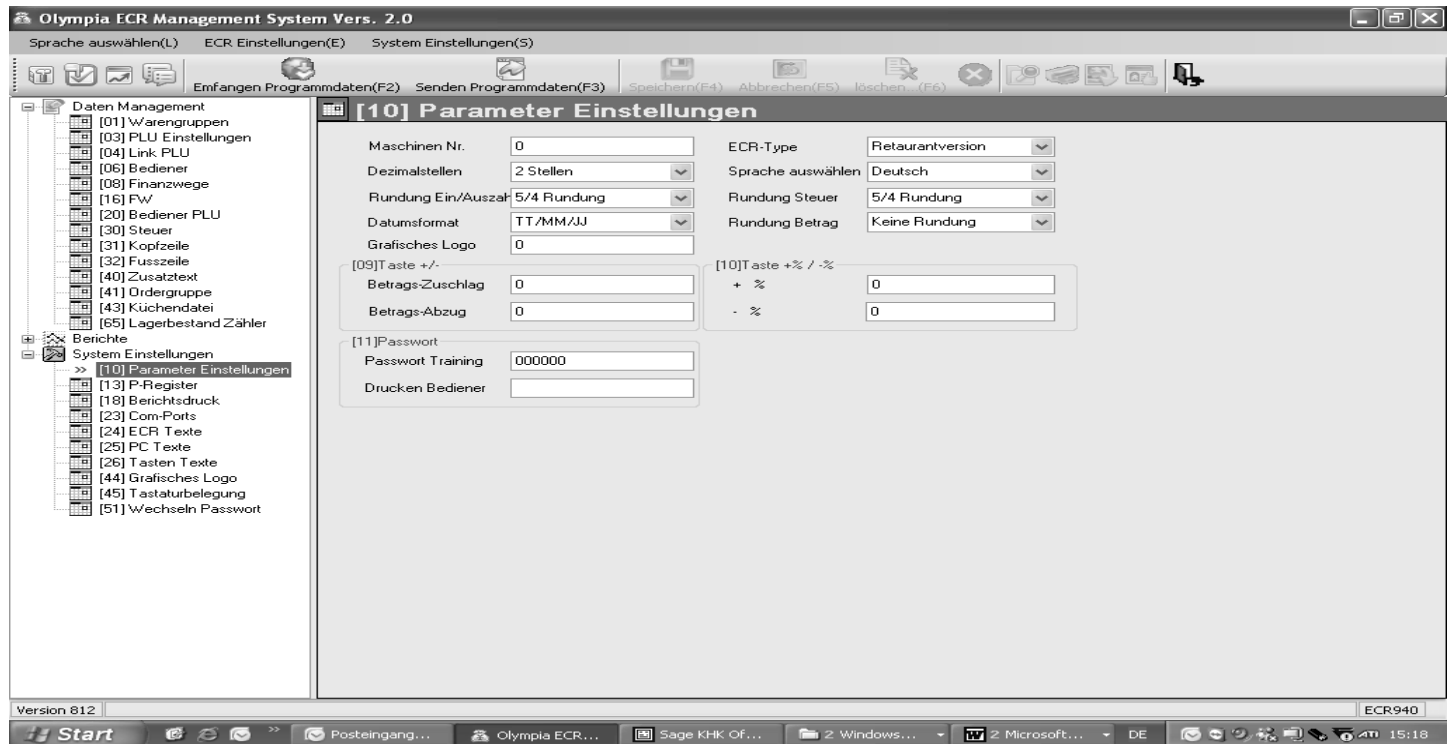 Olympia ECR Management System Vers. 2.0
Sprache auswählen(L) ECR Einstellungen(E) System Einstellungen(S)
Emfangen Programmdaten(F2) Senden Programmdaten(F3) Speichern(F4) Abbrechen(F5) löschen...(F6)
Daten Management
[01] Warengruppen
[03] PLU Einstellungen
[04] Link PLU
[06] Bediener
[08] Finanzwege
[16] FW
[20] Bediener PLU
[30] Steuer
[31] Kopfzeile
[32] Fusszeile
[40] Zusatztext
[41] Ordergruppe
[43] Küchendatei
[65] Lagerbestand Zähler
Berichte
System Einstellungen
[10] Parameter Einstellungen
[13] P-Register
[18] Berichtsdruck
[23] Com-Ports
[24] ECR Texte
[25] PC Texte
[26] Tasten Texte
[44] Grafisches Logo
[45] Tastaturbelegung
[51] Wechseln Passwort
[10] Parameter Einstellungen
Maschinen Nr. 0 ECR-Type Retaurantversion
Dezimalstellen 2 Stellen Sprache auswählen Deutsch
Rundung Ein/Auszah 5/4 Rundung Rundung Steuer 5/4 Rundung
Datumsformat TT/MM/JJ Rundung Betrag Keine Rundung
Grafisches Logo 0
[09]Taste +/- [10]Taste +% / -%
Betrags-Zuschlag 0 + % 0
Betrags-Abzug 0 - % 0
[11]Passwort
Passwort Training 000000
Drucken Bediener
Version 812 ECR940
Start Posteingang... Olympia ECR... Sage KHK Of... 2 Windows... 2 Microsoft... DE ATI 15:18